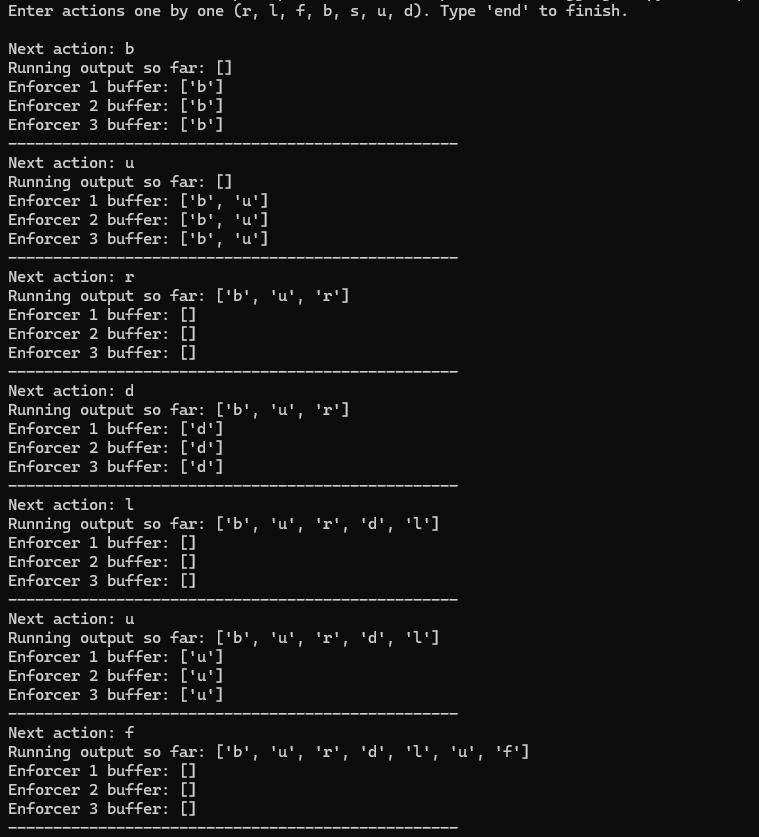 Enter actions one by one (r, l, f, b, s, u, d). Type 'end' to finish.
Next action: b
Running output so far: []
Enforcer 1 buffer: ['b']
Enforcer 2 buffer: ['b']
Enforcer 3 buffer: ['b']
--------------------------------------------------
Next action: u
Running output so far: []
Enforcer 1 buffer: ['b', 'u']
Enforcer 2 buffer: ['b', 'u']
Enforcer 3 buffer: ['b', 'u']
--------------------------------------------------
Next action: r
Running output so far: ['b', 'u', 'r']
Enforcer 1 buffer: []
Enforcer 2 buffer: []
Enforcer 3 buffer: []
--------------------------------------------------
Next action: d
Running output so far: ['b', 'u', 'r']
Enforcer 1 buffer: ['d']
Enforcer 2 buffer: ['d']
Enforcer 3 buffer: ['d']
--------------------------------------------------
Next action: l
Running output so far: ['b', 'u', 'r', 'd', 'l']
Enforcer 1 buffer: []
Enforcer 2 buffer: []
Enforcer 3 buffer: []
--------------------------------------------------
Next action: u
Running output so far: ['b', 'u', 'r', 'd', 'l']
Enforcer 1 buffer: ['u']
Enforcer 2 buffer: ['u']
Enforcer 3 buffer: ['u']
--------------------------------------------------
Next action: f
Running output so far: ['b', 'u', 'r', 'd', 'l', 'u', 'f']
Enforcer 1 buffer: []
Enforcer 2 buffer: []
Enforcer 3 buffer: []
--------------------------------------------------